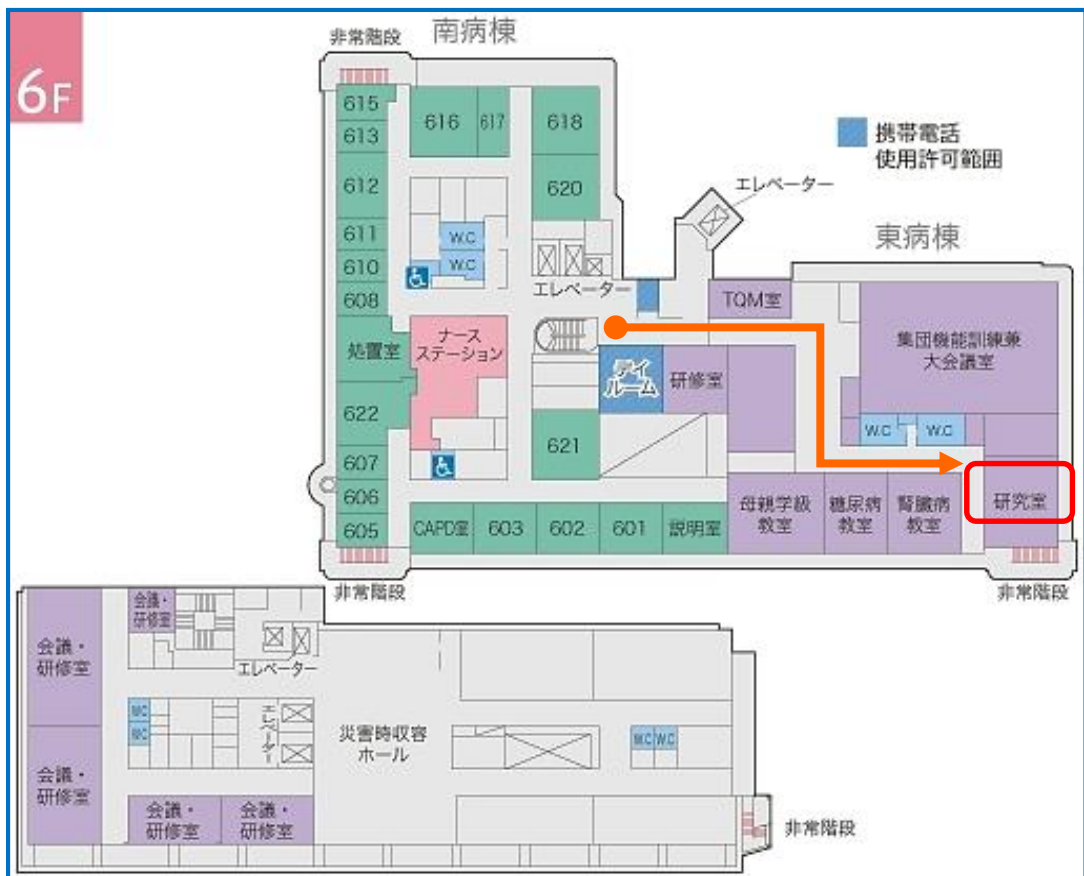 6F
非常階段
南病棟
615
613
612
611
610
608
処置室
622
607
606
605
616
617
618
620
W.C
W.C
エレベーター
エレベーター
携帯電話
使用許可範囲
東病棟
ナース
ステーション
デイ
ルーム
研修室
TQM室
集団機能訓練兼
大会議室
W.C
W.C
621
CAPD室
603
602
601
説明室
母親学級
教室
糖尿病
教室
腎臓病
教室
研究室
非常階段
非常階段
会議・
研修室
会議・
研修室
エレベーター
WC
WC
エレベーター
災害時収容
ホール
WC
WC
会議・
研修室
会議・
研修室
会議・
研修室
非常階段